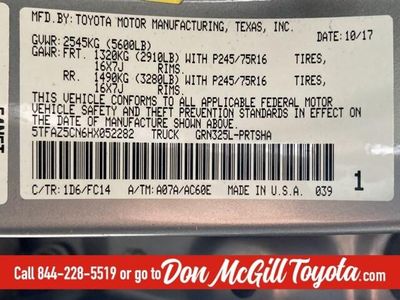 MFD.BY: TOYOTA MOTOR MANUFACTURING, TEXAS, INC.
GVWR: 2545KG (5600LB) DATE: 10/17
GAWR: FRT. 1320KG (2910LB) WITH P245/75R16 TIRES,
16X7J RIMS.
RR. 1490KG (3280LB) WITH P245/75R16 TIRES,
16X7J RIMS.
THIS VEHICLE CONFORMS TO ALL APPLICABLE FEDERAL MOTOR
VEHICLE SAFETY AND THEFT PREVENTION STANDARDS IN EFFECT ON
THE DATE OF MANUFACTURE SHOWN ABOVE.
5TFAZ5CN6HX052282 TRUCK GRN325L-PRTSHA
C/TR: 1D6/FC14 A/TM: A07A/AC60E MADE IN U.S.A. 039 1
Call 844-228-5519 or go to Don McGill Toyota.com